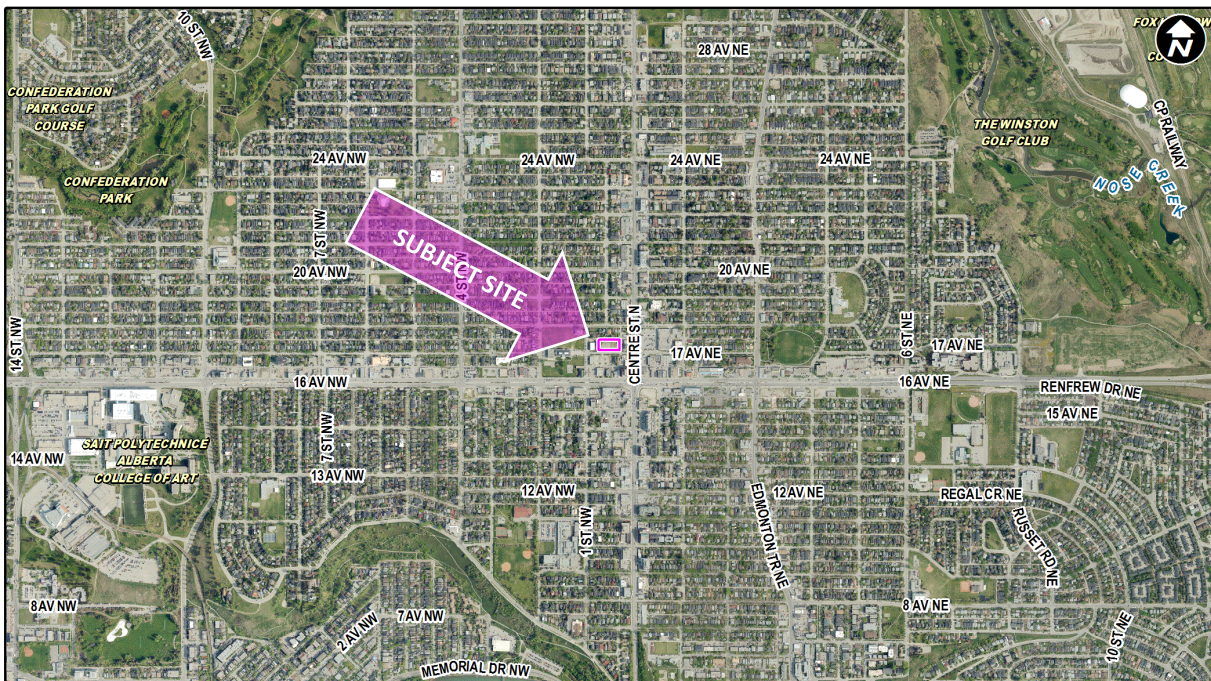 10 ST NW
28 AV NE
FOX
N
CO
CONFEDERATION
PARK GOLF
COURSE
CP RAILWAY
THE WINSTON
GOLF CLUB
24 AV NW
24 AV NW
24 AV NE
24 AV NE
CONFEDERATION
PARK
NOSE CREEK
7 ST NW
SUBJECT SITE
4 ST NW
20 AV NW
20 AV NE
14 ST NW
CENTRE ST N
6 ST NE
17 AV NE
17 AV NE
16 AV NW
16 AV NE
RENFREW DR NE
15 AV NE
7 ST NW
SAIT POLYTECHNICE
ALBERTA
COLLEGE OF ART
14 AV NW
13 AV NW
12 AV NW
12 AV NE
REGAL CR NE
EDMONTON TR NE
RUSSET RD NE
1 ST NW
8 AV NW
7 AV NW
2 AV NW
8 AV NE
10 ST NE
MEMORIAL DR NW